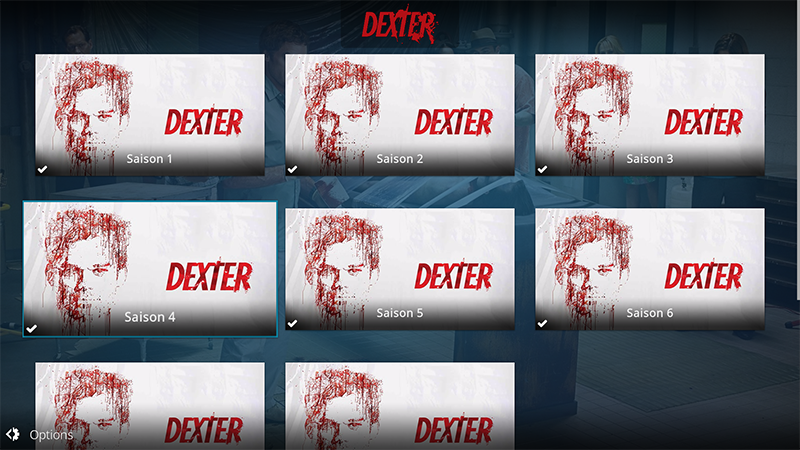 DEXTER
DEXTER
Saison 1
DEXTER
Saison 2
DEXTER
Saison 3
DEXTER
Saison 4
DEXTER
Saison 5
DEXTER
Saison 6
DEXTER
DEXTER
Options